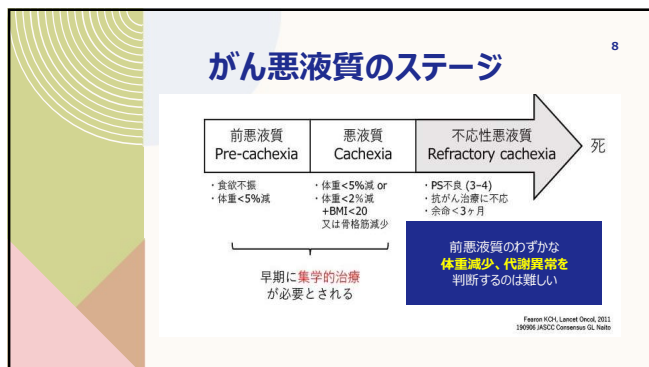 8
がん悪液質のステージ
前悪液質
Pre-cachexia
悪液質
Cachexia
不応性悪液質
Refractory cachexia
死
・食欲不振
・体重<5%減
・体重<5%減 or
・体重<2%減
+BMI<20
又は骨格筋減少
・PS不良 (3–4)
・抗がん治療に不応
・余命<3ヶ月
早期に集学的治療
が必要とされる
前悪液質のわずかな
体重減少、代謝異常を
判断するのは難しい
Fearon KCH, Lancet Oncol, 2011
190906 JASCC Consensus GL Naito